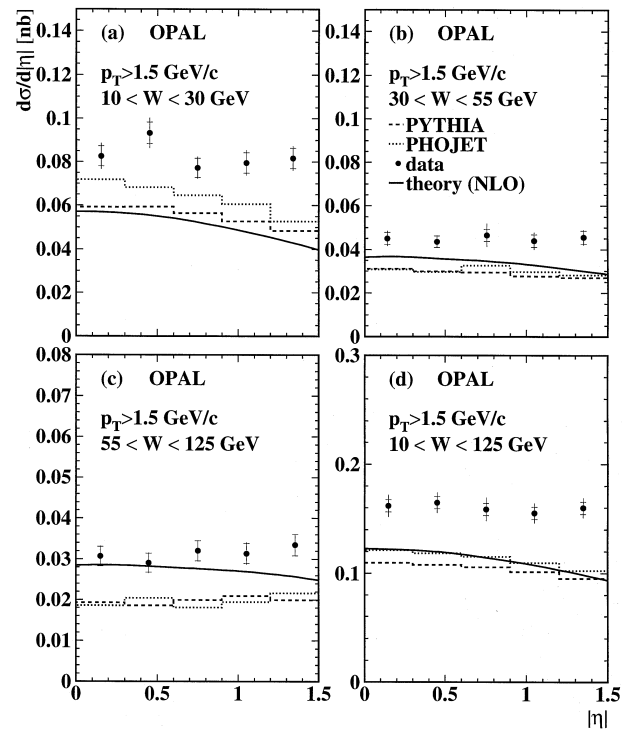 dσ/d|η| [nb]
(a) OPAL
p_T>1.5 GeV/c
10 < W < 30 GeV
0.14
0.12
0.1
0.08
0.06
0.04
0.02
0
(b) OPAL
p_T>1.5 GeV/c
30 < W < 55 GeV
PYTHIA
PHOJET
data
theory (NLO)
0.14
0.12
0.1
0.08
0.06
0.04
0.02
0
(c) OPAL
p_T>1.5 GeV/c
55 < W < 125 GeV
0.08
0.07
0.06
0.05
0.04
0.03
0.02
0.01
0
0 0.5 1 1.5
(d) OPAL
p_T>1.5 GeV/c
10 < W < 125 GeV
0.3
0.2
0.1
0
0 0.5 1 1.5
|η|